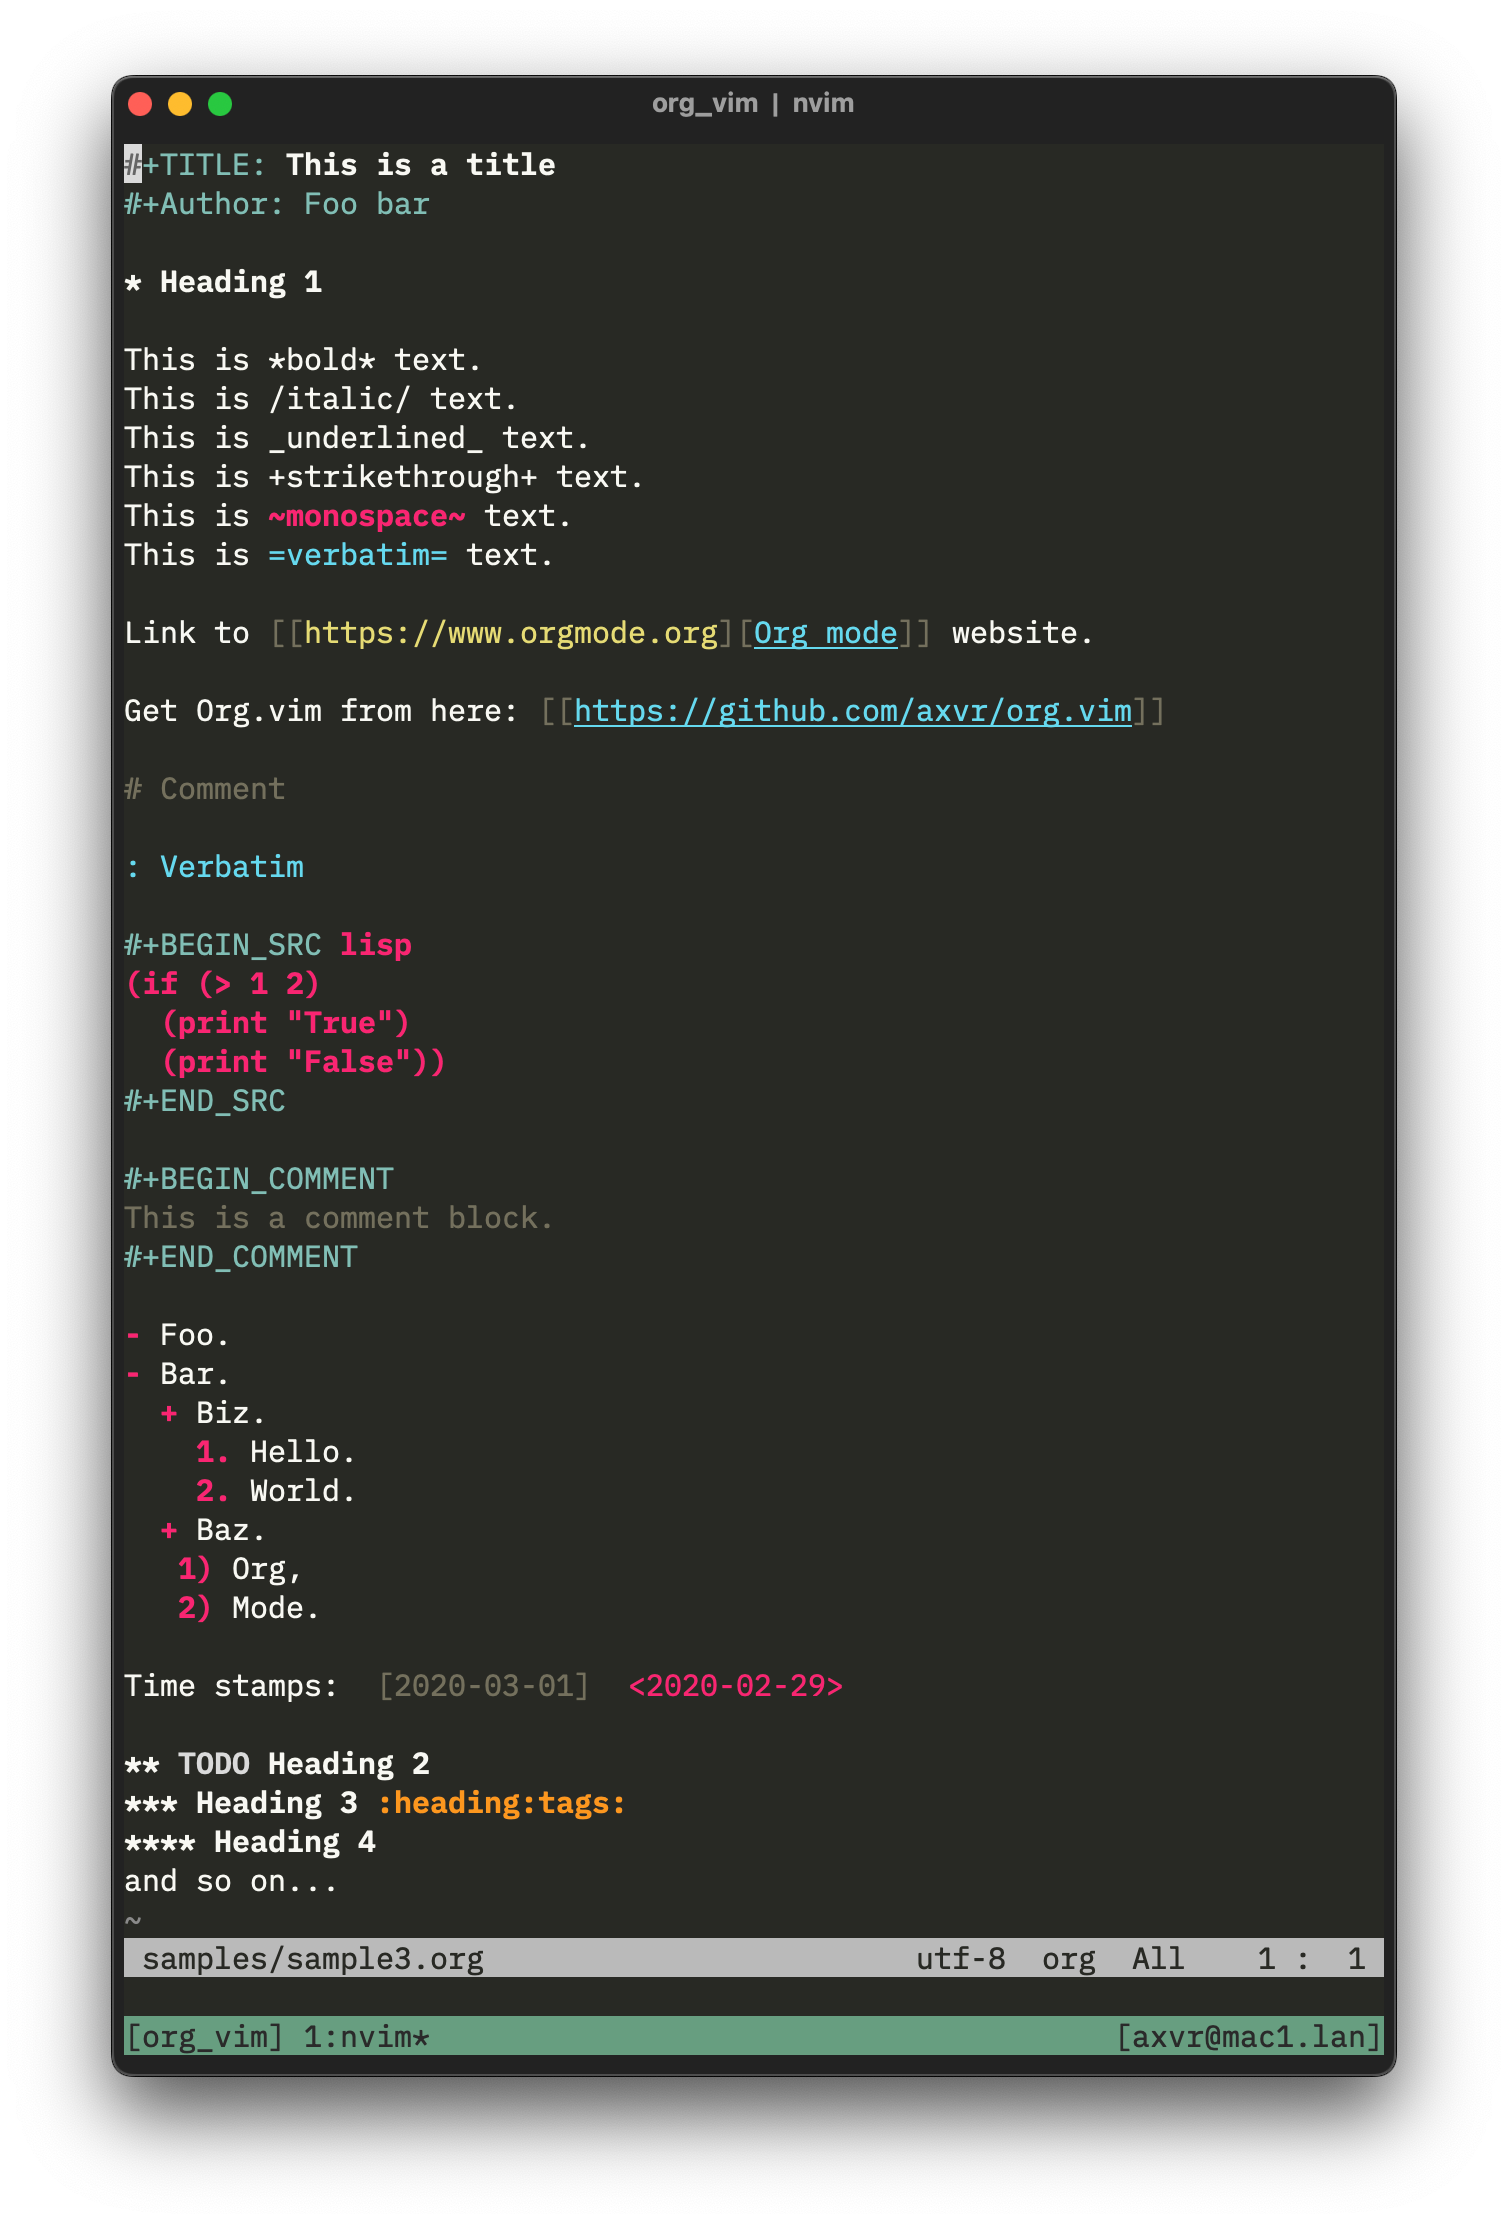 org_vim | nvim
#+TITLE: This is a title
#+Author: Foo bar
* Heading 1
This is *bold* text.
This is /italic/ text.
This is _underlined_ text.
This is +strikethrough+ text.
This is ~monospace~ text.
This is =verbatim= text.
Link to [[https://www.orgmode.org][Org mode]] website.
Get Org.vim from here: [[https://github.com/axvr/org.vim]]
# Comment
: Verbatim
#+BEGIN_SRC lisp
(if (> 1 2)
  (print "True")
  (print "False"))
#+END_SRC
#+BEGIN_COMMENT
This is a comment block.
#+END_COMMENT
- Foo.
- Bar.
  + Biz.
    1. Hello.
    2. World.
  + Baz.
   1) Org,
   2) Mode.
Time stamps:  [2020-03-01]  <2020-02-29>
** TODO Heading 2
*** Heading 3 :heading:tags:
**** Heading 4
and so on...
~
samples/sample3.org utf-8 org All 1 : 1
[org_vim] 1:nvim* [axvr@mac1.lan]